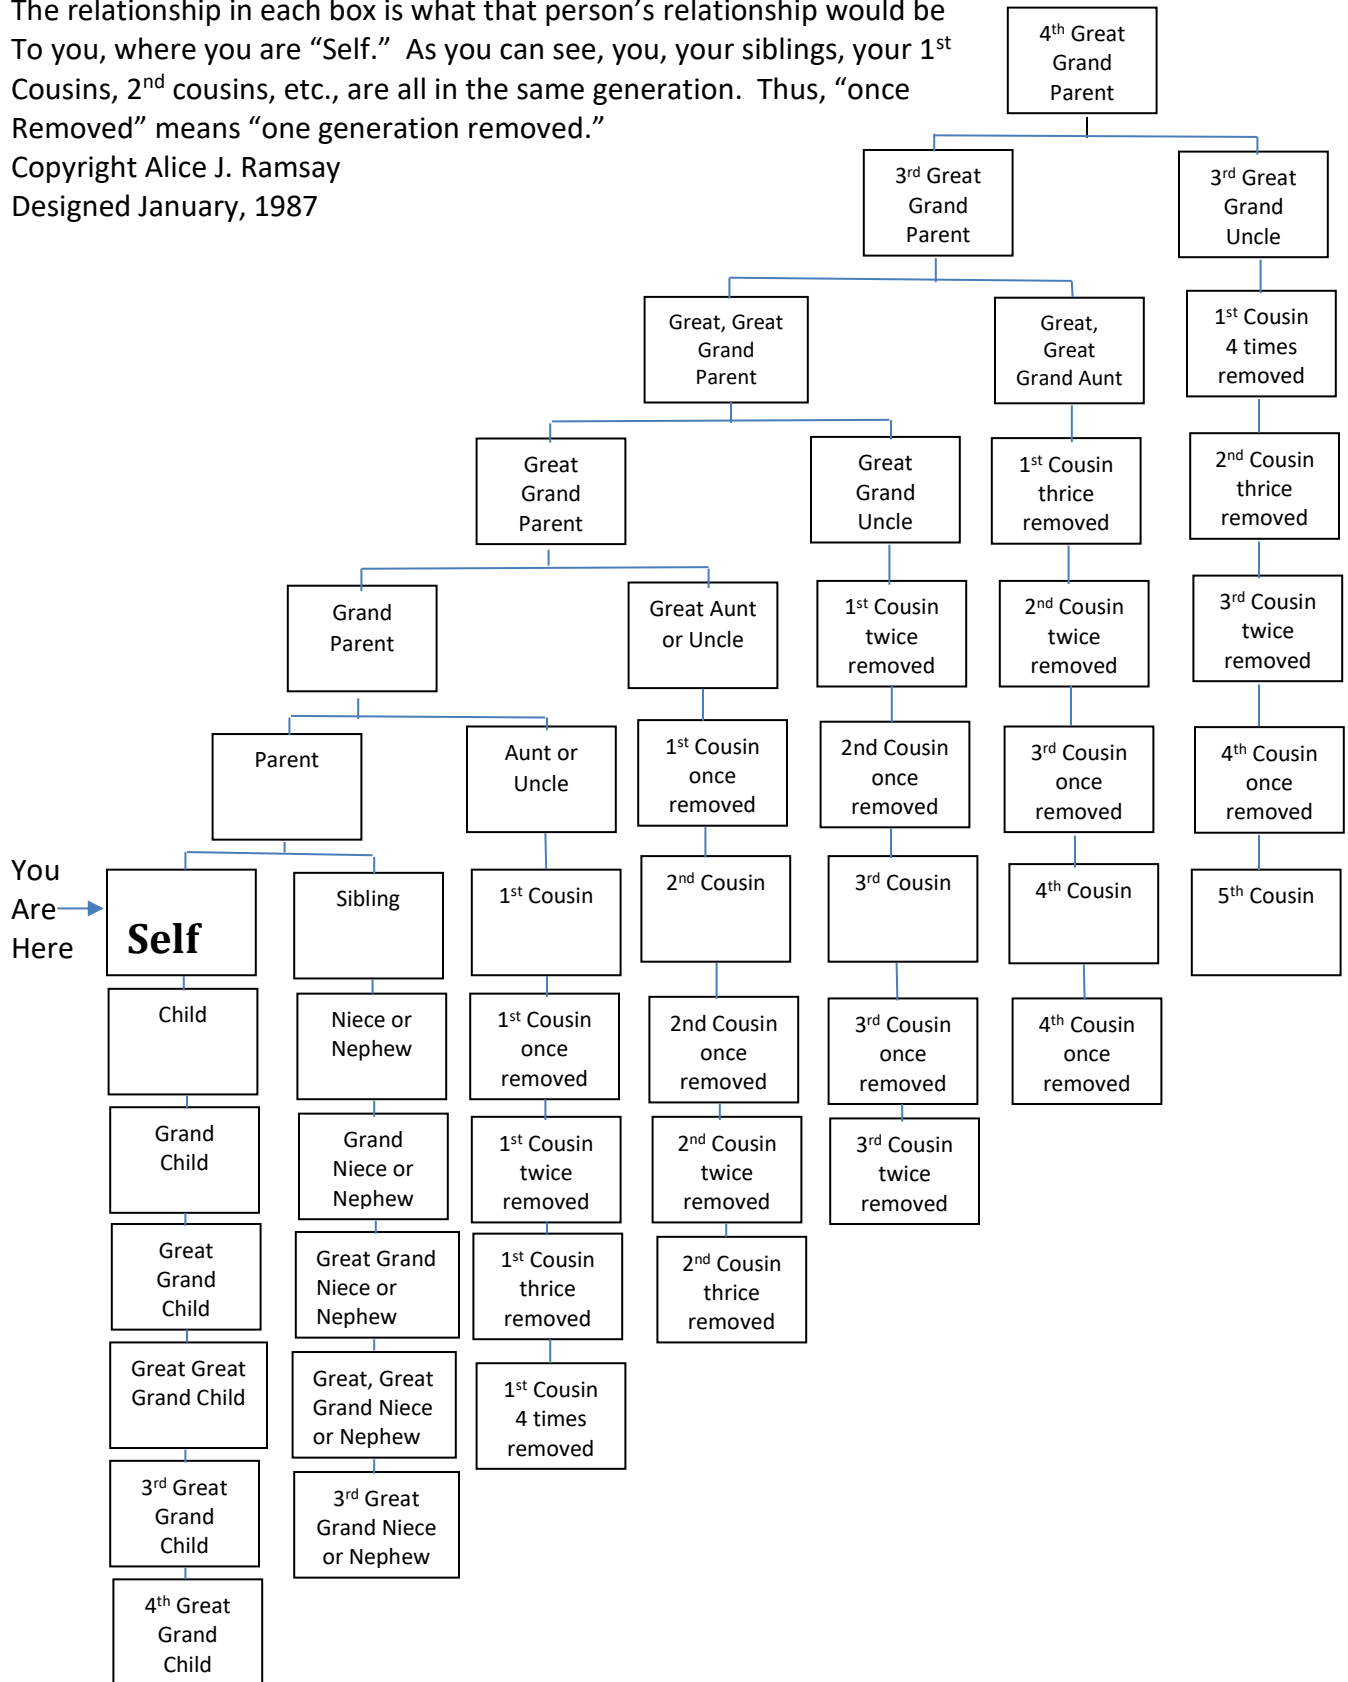 The relationship in each box is what that person’s relationship would be
To you, where you are “Self.” As you can see, you, your siblings, your 1st
Cousins, 2nd cousins, etc., are all in the same generation. Thus, “once
Removed” means “one generation removed.”
Copyright Alice J. Ramsay
Designed January, 1987
4th Great
Grand
Parent
3rd Great
Grand
Parent
3rd Great
Grand
Uncle
Great, Great
Grand
Parent
Great,
Great
Grand Aunt
1st Cousin
4 times
removed
Great
Grand
Parent
Great
Grand
Uncle
1st Cousin
thrice
removed
2nd Cousin
thrice
removed
Grand
Parent
Great Aunt
or Uncle
1st Cousin
twice
removed
2nd Cousin
twice
removed
3rd Cousin
twice
removed
Parent
Aunt or
Uncle
1st Cousin
once
removed
2nd Cousin
once
removed
3rd Cousin
once
removed
4th Cousin
once
removed
You
Are
Here
Self
Sibling
1st Cousin
2nd Cousin
3rd Cousin
4th Cousin
5th Cousin
Child
Niece or
Nephew
1st Cousin
once
removed
2nd Cousin
once
removed
3rd Cousin
once
removed
4th Cousin
once
removed
Grand
Child
Grand
Niece or
Nephew
1st Cousin
twice
removed
2nd Cousin
twice
removed
3rd Cousin
twice
removed
Great
Grand
Child
Great Grand
Niece or
Nephew
1st Cousin
thrice
removed
2nd Cousin
thrice
removed
Great Great
Grand Child
Great, Great
Grand Niece
or Nephew
1st Cousin
4 times
removed
3rd Great
Grand
Child
3rd Great
Grand Niece
or Nephew
4th Great
Grand
Child